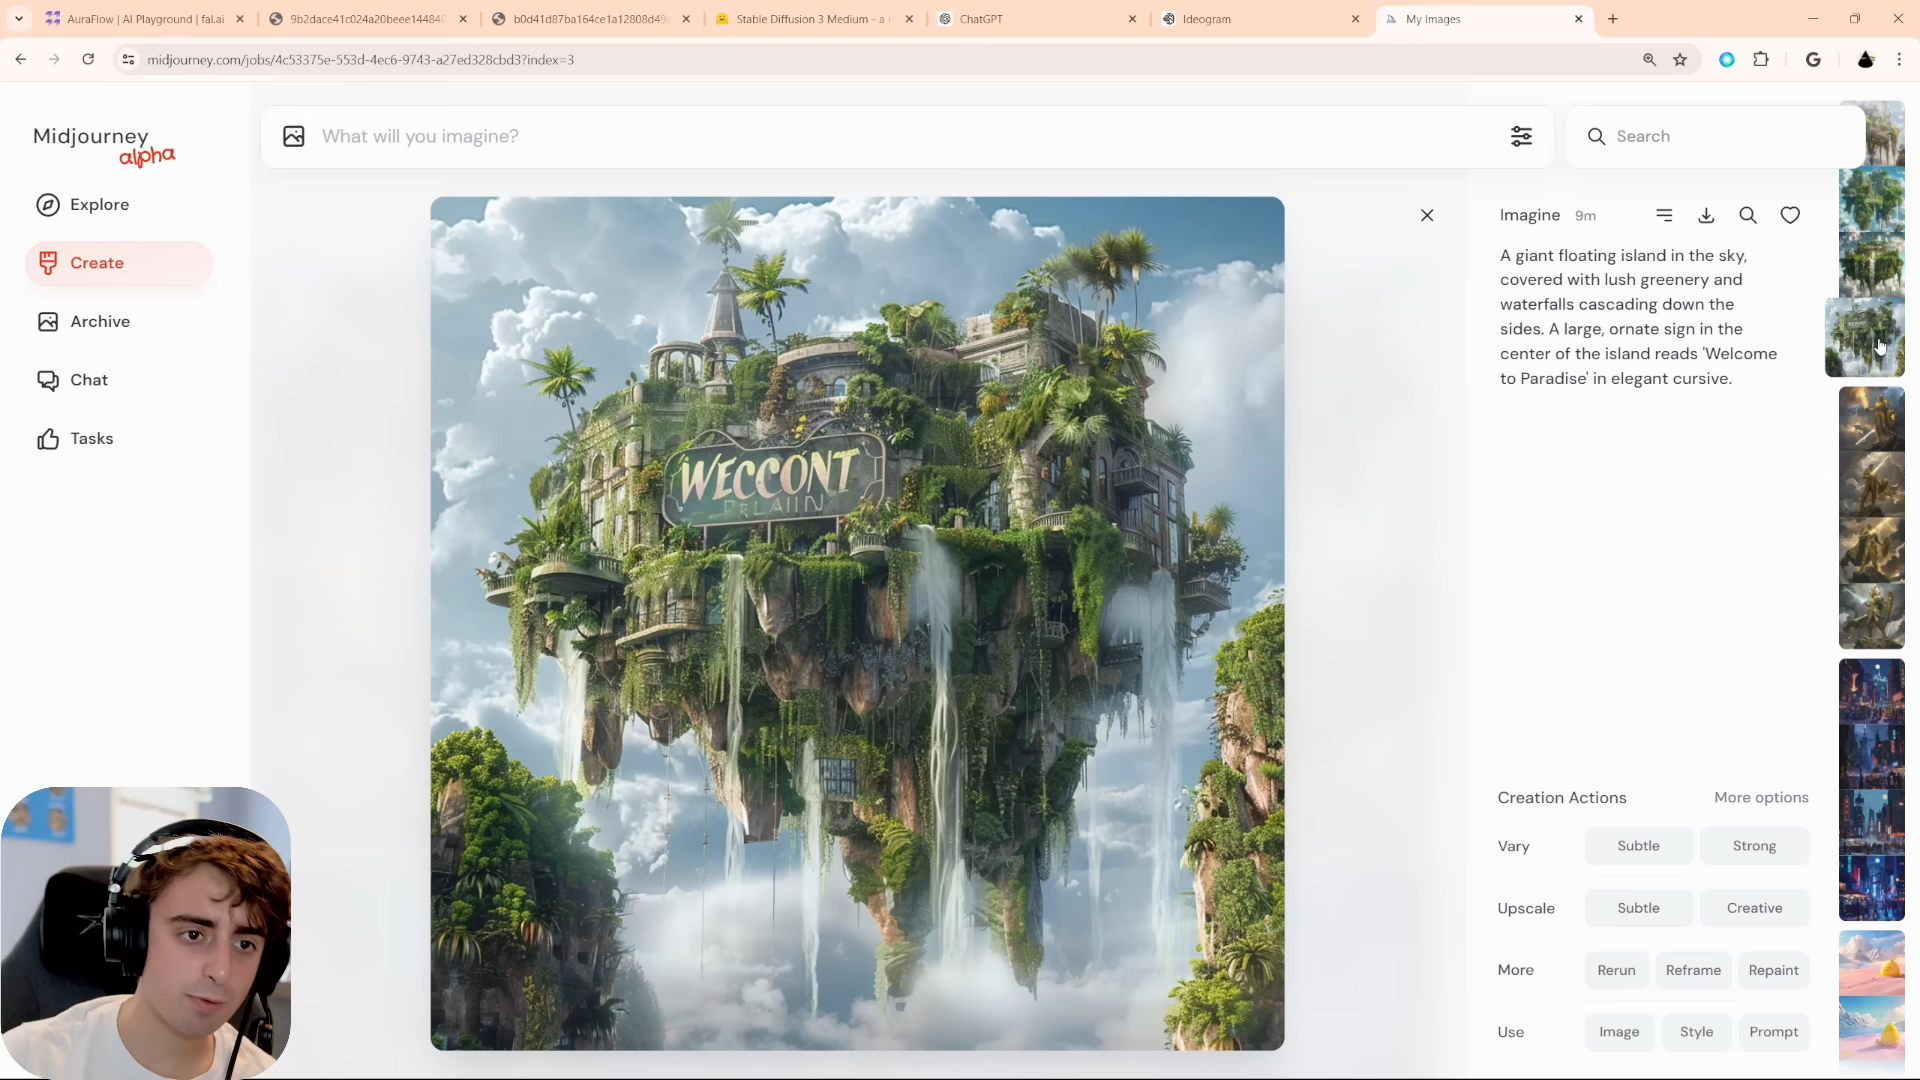 AuraFlow | AI Playground | fal.ai
9b2dace41c024a20beee144840
b0d41d87ba164ce1a12808d49
Stable Diffusion 3 Medium - a
ChatGPT
Ideogram
My Images
midjourney.com/jobs/4c53375e-553d-4ec6-9743-a27ed328cbd3?index=3
Midjourney
alpha
What will you imagine?
Search
Explore
Create
Archive
Chat
Tasks
WECCONT
Imagine 9m
A giant floating island in the sky,
covered with lush greenery and
waterfalls cascading down the
sides. A large, ornate sign in the
center of the island reads 'Welcome
to Paradise' in elegant cursive.
Creation Actions More options
Vary Subtle Strong
Upscale Subtle Creative
More Rerun Reframe Repaint
Use Image Style Prompt